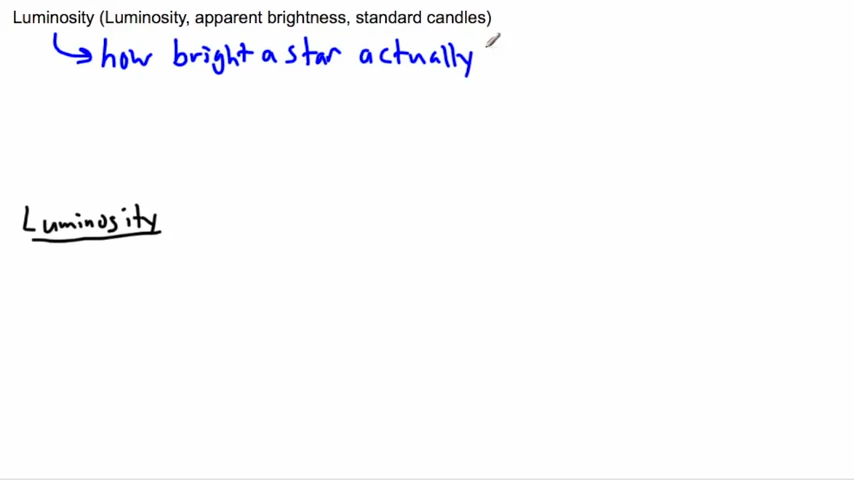 Luminosity (Luminosity, apparent brightness, standard candles)
how bright a star actually
Luminosity